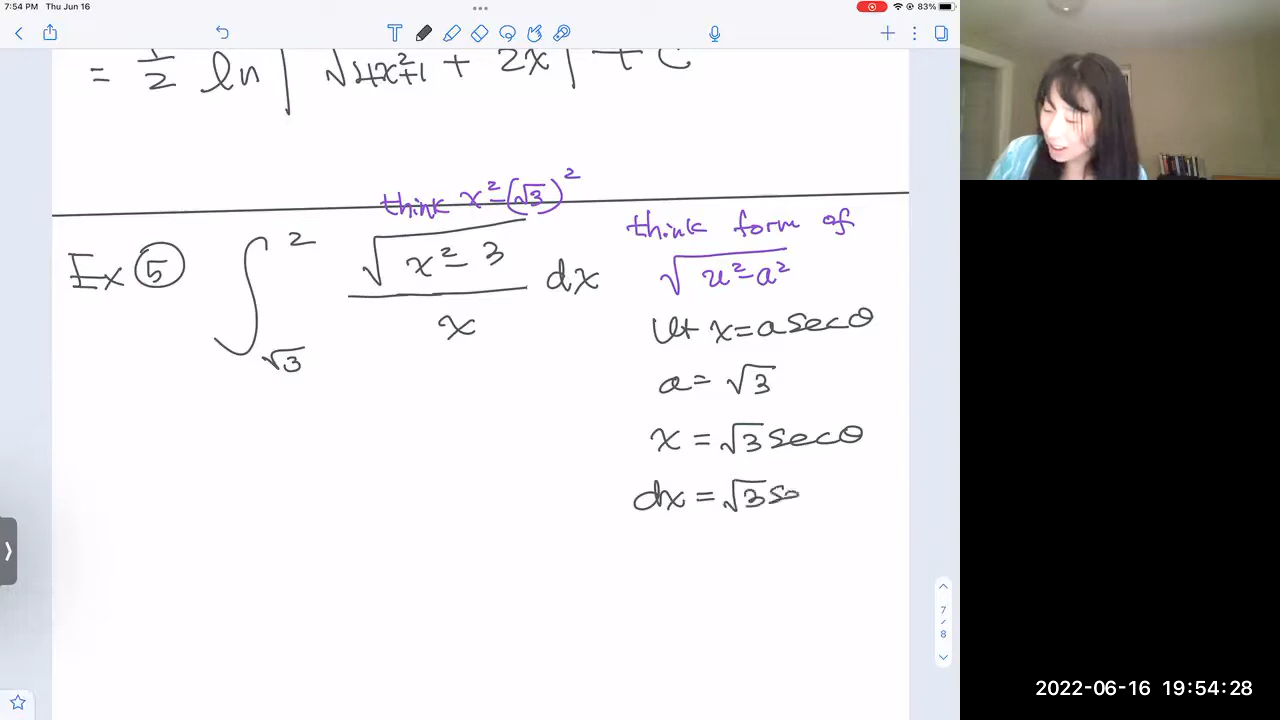 7:54 PM Thu Jun 16
83%
= 1/2 ln | √4x²+1 + 2x | + C
think x² - (√3)²
Ex ⑤ ∫_{√3}^{2} √(x² - 3) / x dx
think form of
√(u² - a²)
let x = a secθ
a = √3
x = √3 secθ
dx = √3 se
7
/
8
2022-06-16 19:54:28